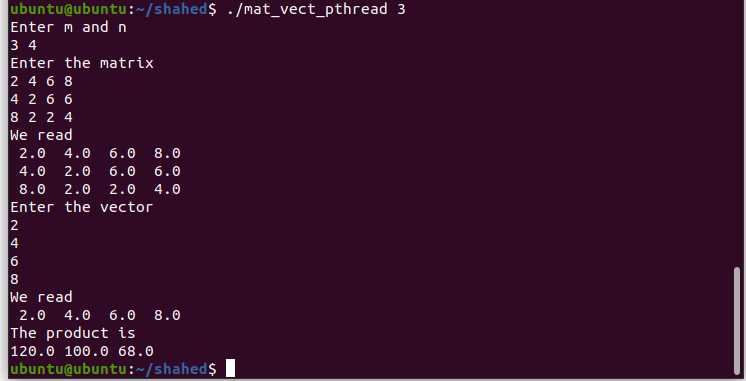 ubuntu@ubuntu:~/shahed$ ./mat_vect_pthread 3
Enter m and n
3 4
Enter the matrix
2 4 6 8
4 2 6 6
8 2 2 4
We read
 2.0  4.0  6.0  8.0
 4.0  2.0  6.0  6.0
 8.0  2.0  2.0  4.0
Enter the vector
2
4
6
8
We read
 2.0  4.0  6.0  8.0
The product is
120.0 100.0 68.0
ubuntu@ubuntu:~/shahed$